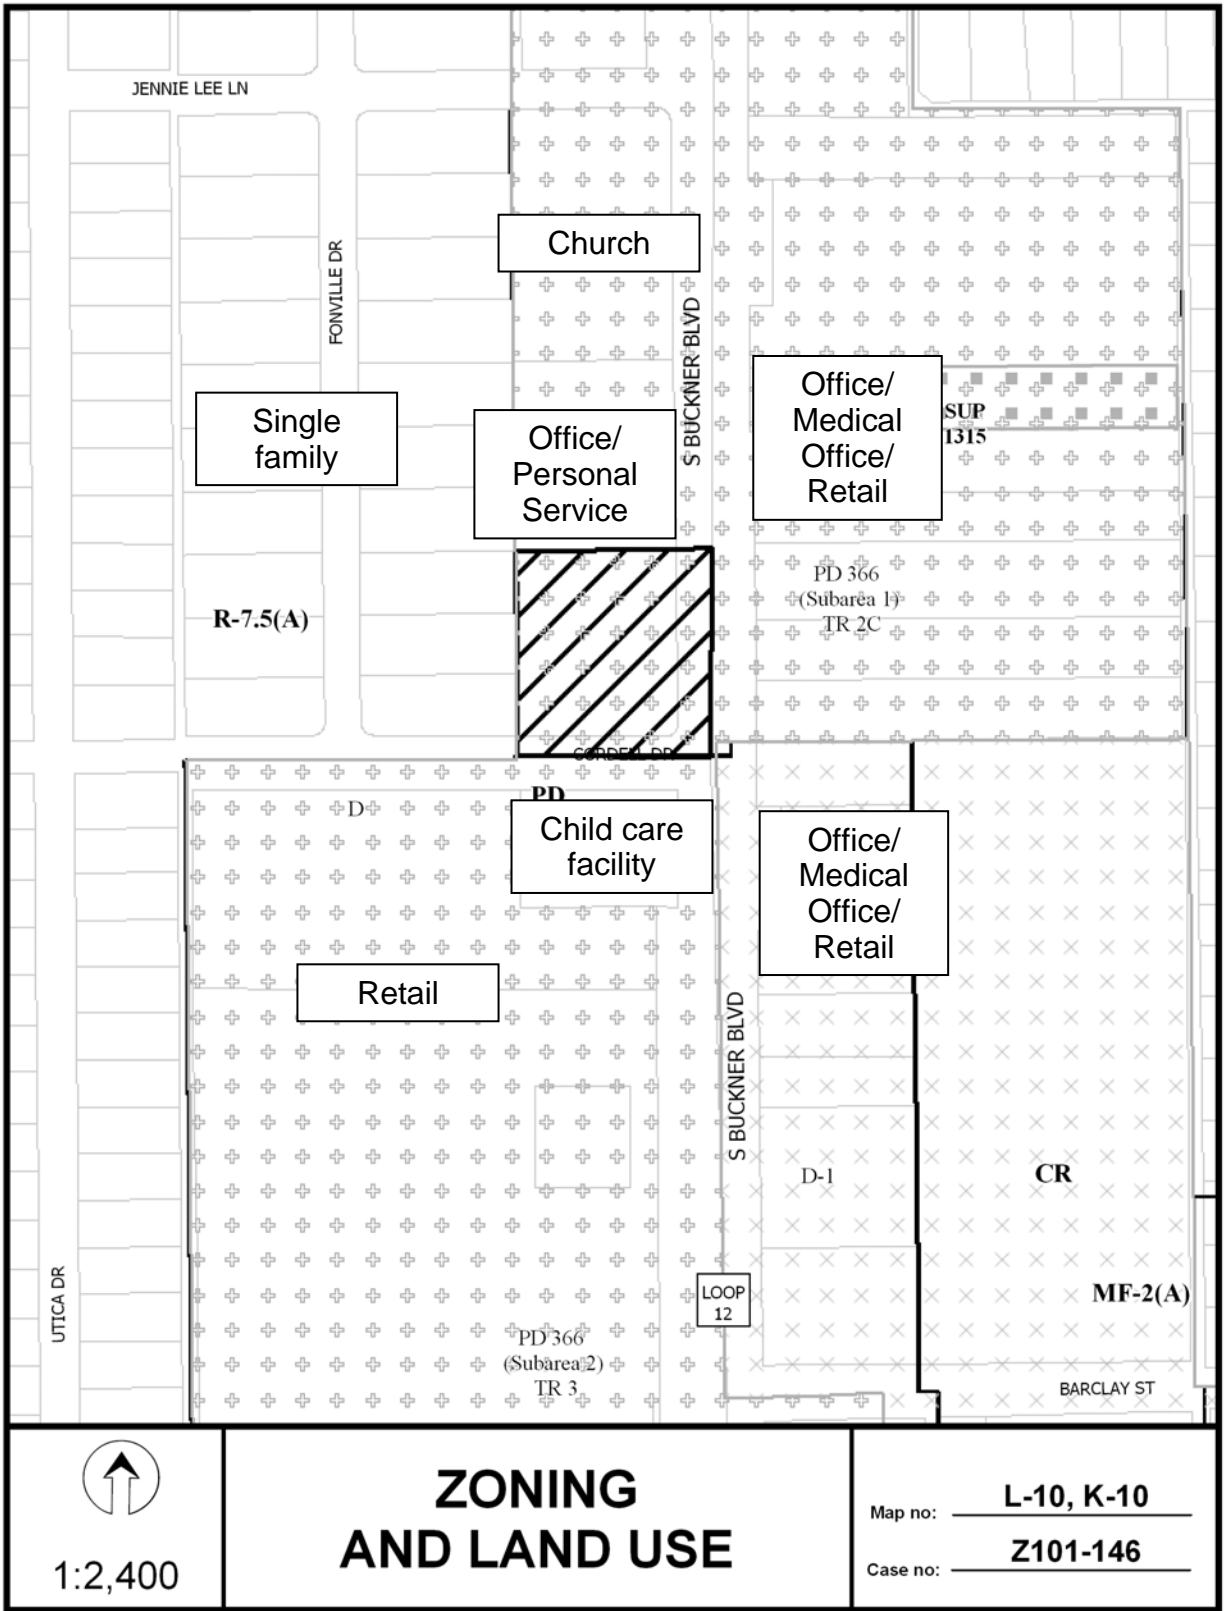 JENNIE LEE LN
Church
FONVILLE DR
S BUCKNER BLVD
Single
family
Office/
Personal
Service
Office/
Medical
Office/
Retail
SUP
1315
R-7.5(A)
PD 366
(Subarea 1)
TR 2C
CORDELL DR
PD
D
Child care
facility
Office/
Medical
Office/
Retail
Retail
S BUCKNER BLVD
D-1
CR
UTICA DR
LOOP
12
MF-2(A)
PD 366
(Subarea 2)
TR 3
BARCLAY ST
1:2,400
ZONING
AND LAND USE
Map no: L-10, K-10
Case no: Z101-146